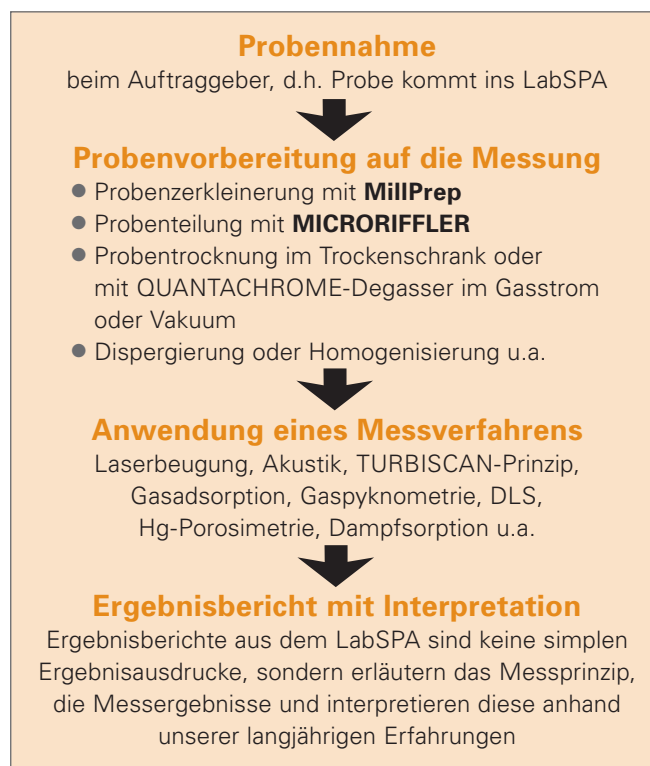 Probennahme
beim Auftraggeber, d.h. Probe kommt ins LabSPA
Probenvorbereitung auf die Messung
● Probenzerkleinerung mit MillPrep
● Probenteilung mit MICRORIFFLER
● Probentrocknung im Trockenschrank oder
mit QUANTACHROME-Degasser im Gasstrom
oder Vakuum
● Dispergierung oder Homogenisierung u.a.
Anwendung eines Messverfahrens
Laserbeugung, Akustik, TURBISCAN-Prinzip,
Gasadsorption, Gaspyknometrie, DLS,
Hg-Porosimetrie, Dampfsorption u.a.
Ergebnisbericht mit Interpretation
Ergebnisberichte aus dem LabSPA sind keine simplen
Ergebnisausdrucke, sondern erläutern das Messprinzip,
die Messergebnisse und interpretieren diese anhand
unserer langjährigen Erfahrungen